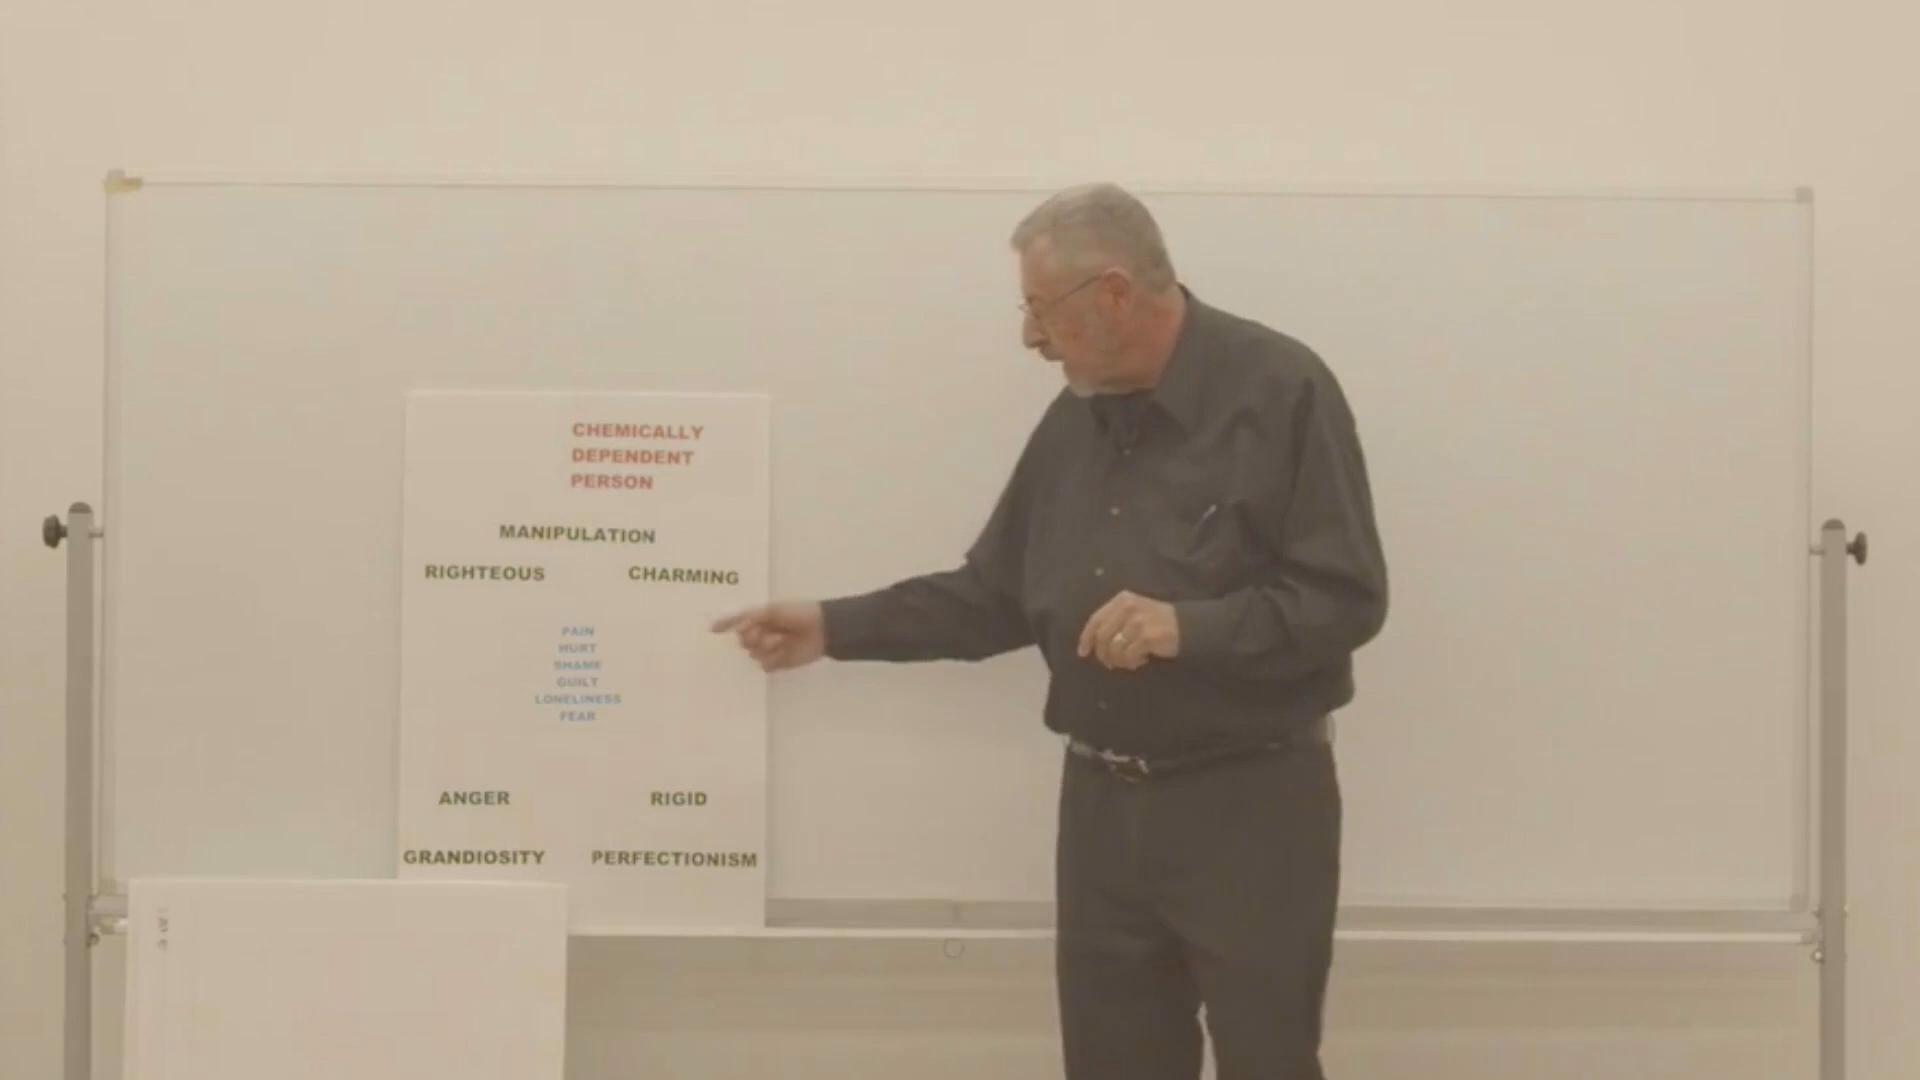 CHEMICALLY
DEPENDENT
PERSON
MANIPULATION
RIGHTEOUS CHARMING
PAIN
HURT
SHAME
GUILT
LONELINESS
FEAR
ANGER RIGID
GRANDIOSITY PERFECTIONISM